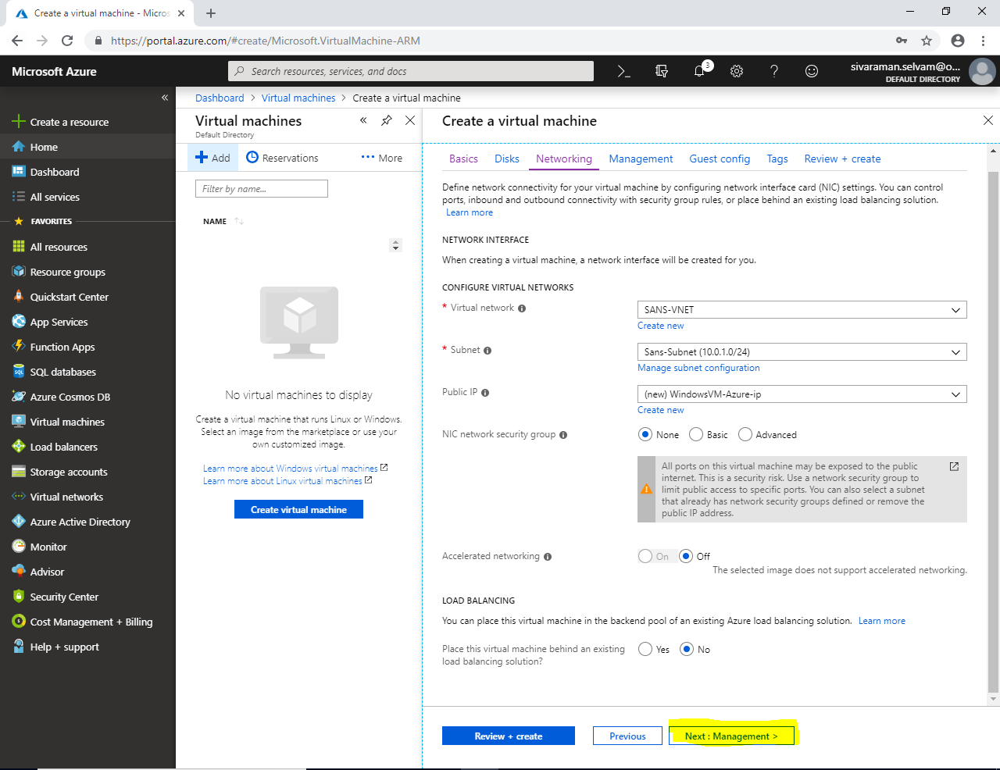 Create a virtual machine - Micros
https://portal.azure.com/#create/Microsoft.VirtualMachine-ARM
Microsoft Azure
Search resources, services, and docs
3
sivaraman.selvam@o...
DEFAULT DIRECTORY
Create a resource
Home
Dashboard
All services
FAVORITES
All resources
Resource groups
Quickstart Center
App Services
Function Apps
SQL databases
Azure Cosmos DB
Virtual machines
Load balancers
Storage accounts
Virtual networks
Azure Active Directory
Monitor
Advisor
Security Center
Cost Management + Billing
Help + support
Dashboard > Virtual machines > Create a virtual machine
Virtual machines
Default Directory
Add
Reservations
More
Filter by name...
NAME
No virtual machines to display
Create a virtual machine that runs Linux or Windows.
Select an image from the marketplace or use your
own customized image.
Learn more about Windows virtual machines
Learn more about Linux virtual machines
Create virtual machine
Create a virtual machine
Basics Disks Networking Management Guest config Tags Review + create
Define network connectivity for your virtual machine by configuring network interface card (NIC) settings. You can control
ports, inbound and outbound connectivity with security group rules, or place behind an existing load balancing solution.
Learn more
NETWORK INTERFACE
When creating a virtual machine, a network interface will be created for you.
CONFIGURE VIRTUAL NETWORKS
* Virtual network
SANS-VNET
Create new
* Subnet
Sans-Subnet (10.0.1.0/24)
Manage subnet configuration
Public IP
(new) WindowsVM-Azure-ip
Create new
NIC network security group
None Basic Advanced
All ports on this virtual machine may be exposed to the public
internet. This is a security risk. Use a network security group to
limit public access to specific ports. You can also select a subnet
that already has network security groups defined or remove the
public IP address.
Accelerated networking
On Off
The selected image does not support accelerated networking.
LOAD BALANCING
You can place this virtual machine in the backend pool of an existing Azure load balancing solution. Learn more
Place this virtual machine behind an existing
load balancing solution?
Yes No
Review + create
Previous
Next : Management >